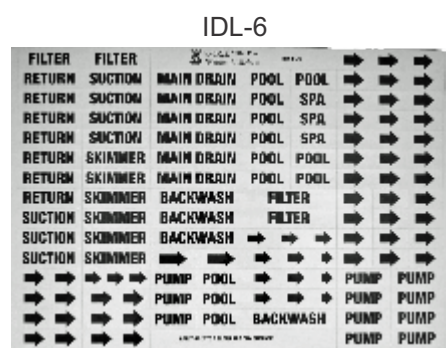 IDL-6
FILTER FILTER
RETURN SUCTION MAIN DRAIN POOL POOL
RETURN SUCTION MAIN DRAIN POOL SPA
RETURN SUCTION MAIN DRAIN POOL SPA
RETURN SUCTION MAIN DRAIN POOL SPA
RETURN SKIMMER MAIN DRAIN POOL POOL
RETURN SKIMMER MAIN DRAIN POOL POOL
RETURN SKIMMER BACKWASH FILTER
SUCTION SKIMMER BACKWASH FILTER
SUCTION SKIMMER BACKWASH
SUCTION SKIMMER
PUMP POOL PUMP PUMP
PUMP POOL PUMP PUMP
PUMP POOL BACKWASH PUMP PUMP
PUMP PUMP